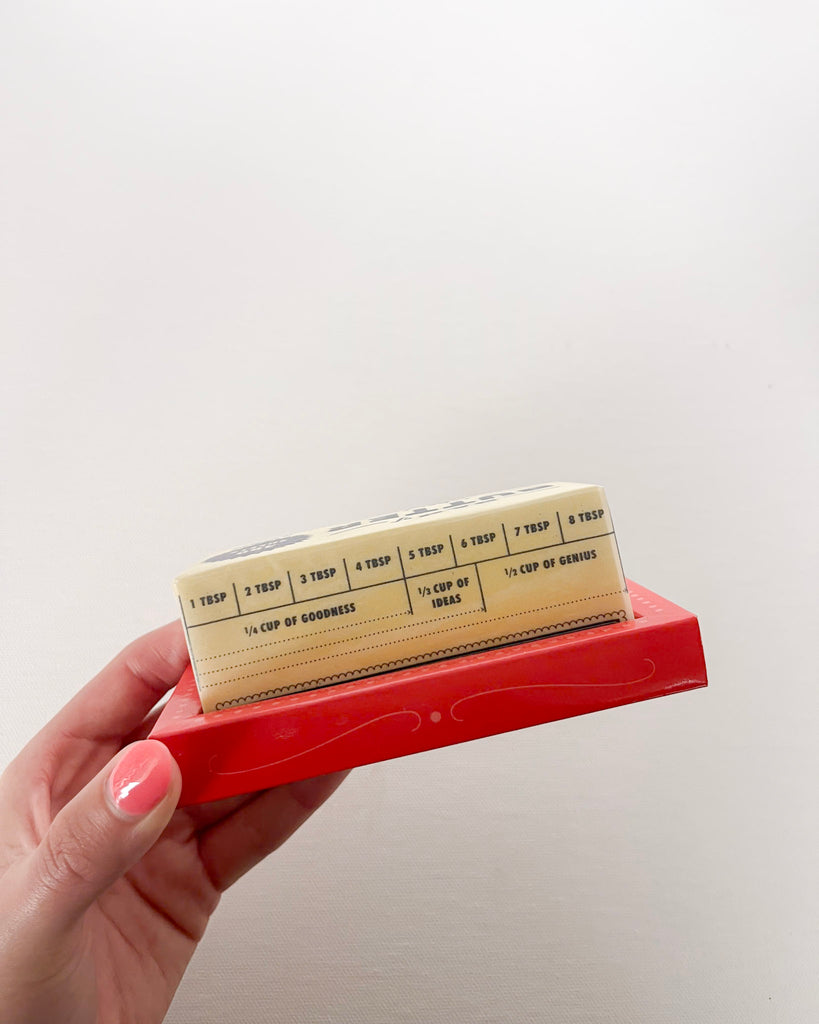 BUTTER
1 TBSP 2 TBSP 3 TBSP 4 TBSP 5 TBSP 6 TBSP 7 TBSP 8 TBSP
1/4 CUP OF GOODNESS
1/3 CUP OF
IDEAS
1/2 CUP OF GENIUS